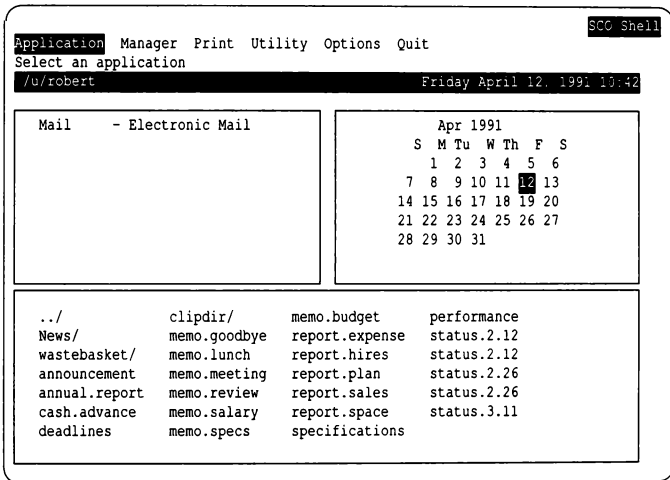 SCO Shell
Application Manager Print Utility Options Quit
Select an application
/u/robert Friday April 12, 1991 10:42
Mail - Electronic Mail
Apr 1991
S M Tu W Th F S
1 2 3 4 5 6
7 8 9 10 11 12 13
14 15 16 17 18 19 20
21 22 23 24 25 26 27
28 29 30 31
../ clipdir/ memo.budget performance
News/ memo.goodbye report.expense status.2.12
wastebasket/ memo.lunch report.hires status.2.12
announcement memo.meeting report.plan status.2.26
annual.report memo.review report.sales status.2.26
cash.advance memo.salary report.space status.3.11
deadlines memo.specs specifications